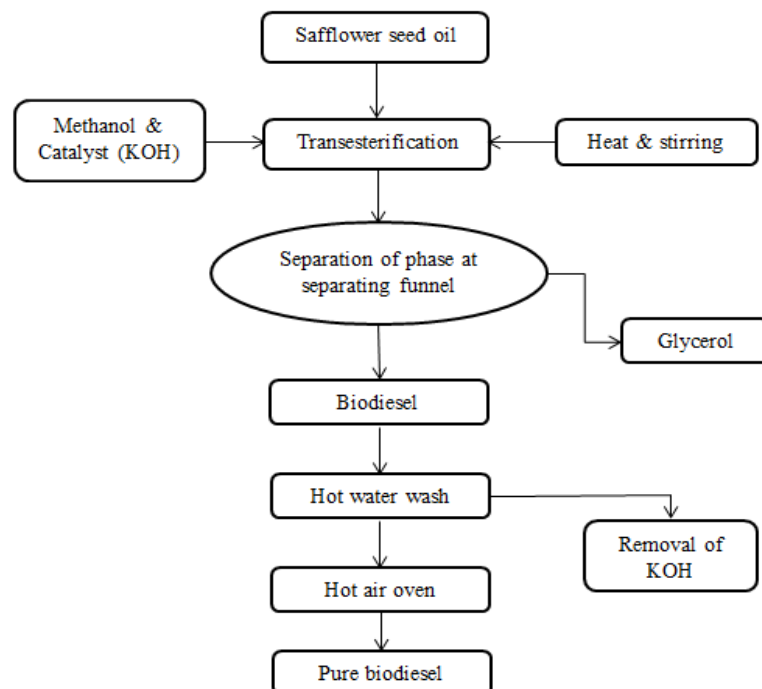 Safflower seed oil
Methanol &
Catalyst (KOH)
Transesterification
Heat & stirring
Separation of phase at
separating funnel
Glycerol
Biodiesel
Hot water wash
Removal of
KOH
Hot air oven
Pure biodiesel